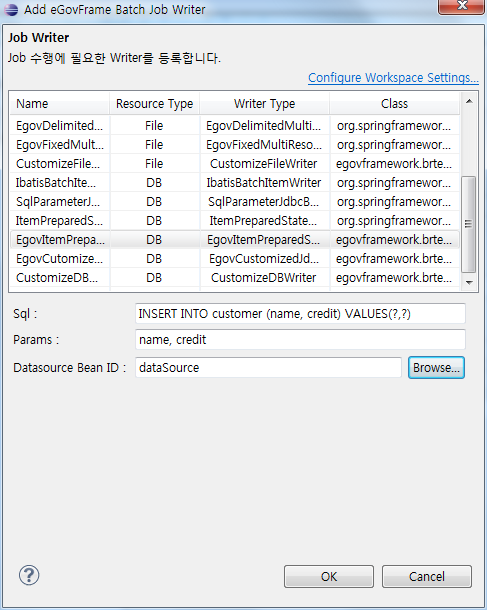 Add eGovFrame Batch Job Writer
Job Writer
Job 수행에 필요한 Writer를 등록합니다.
Configure Workspace Settings...
Name Resource Type Writer Type Class
EgovDelimited... File EgovDelimitedMulti... org.springframewor...
EgovFixedMult... File EgovFixedMultiReso... org.springframewor...
CustomizeFile... File CustomizeFileWriter egovframework.brte...
IbatisBatchIte... DB IbatisBatchItemWriter org.springframewor...
SqlParameterJ... DB SqlParameterJdbcB... org.springframewor...
ItemPreparedS... DB ItemPreparedState... org.springframewor...
EgovItemPrepa... DB EgovItemPreparedS... egovframework.brte...
EgovCutomize... DB EgovCustomizedJd... egovframework.brte...
CustomizeDB... DB CustomizeDBWriter egovframework.brte...
Sql : INSERT INTO customer (name, credit) VALUES(?,?)
Params : name, credit
Datasource Bean ID : dataSource Browse...
? OK Cancel